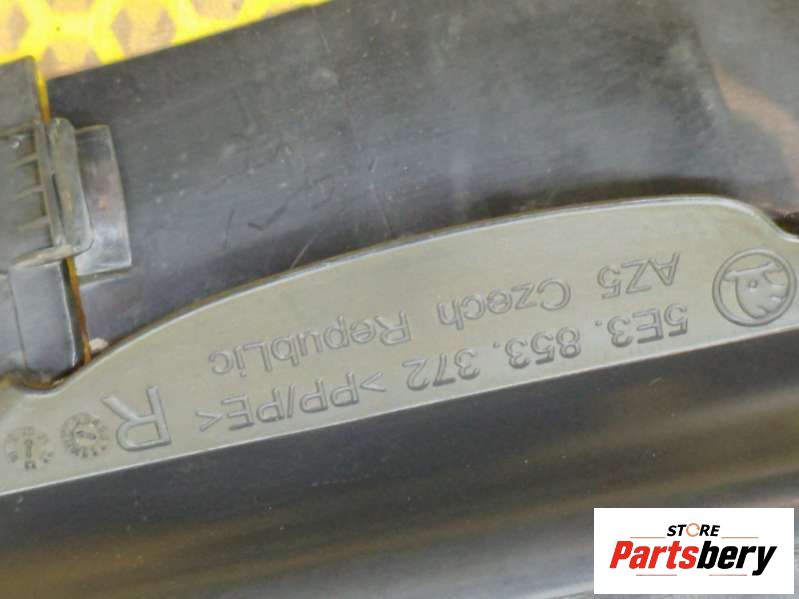 5E3. 853. 372 >PP/PE< R
AZ5 Czech Republic
STORE
Partsbery